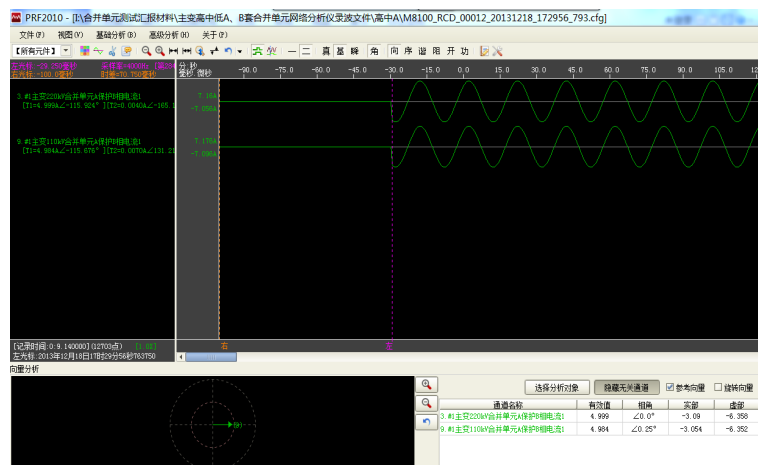 PRF2010 - [I:\合并单元测试汇报材料\主变高中低A、B套合并单元网络分析仪录波文件\高中A\M8100_RCD_00012_20131218_172956_793.cfg]
文件(F) 视图(V) 基础分析(B) 高级分析(H) 关于(P)
【所有元件】 真 基 瞬 角 向 序 谐 阻 开 功
左光标:-29.250毫秒 采样率=4000Hz
右光标:-100.0毫秒 时差=70.750毫秒
分 秒
毫秒 微秒
-90.0 -75.0 -60.0 -45.0 -30.0 -15.0 0.0 15.0 30.0 45.0 60.0 75.0 90.0 105.0 12
3.#1主变220kV合并单元A保护B相电流1
[T1=4.999A∠-115.924° ][T2=0.0040A∠-165.1
7.16A
-7.056A
9.#1主变110kV合并单元A保护B相电流1
[T1=4.984A∠-115.676° ][T2=0.0070A∠131.21
7.170A
-7.096A
[记录时间:0:9.140000](12703点) [1.0X]
左光标:2013年12月18日17时29分56秒763750
右 左
向量分析
选择分析对象 隐藏无关通道 参考向量 旋转向量
通道名称 有效值 相角 实部 虚部
3.#1主变220kV合并单元A保护B相电流1 4.999 ∠0.0° -3.09 -6.358
9.#1主变110kV合并单元A保护B相电流1 4.984 ∠0.25° -3.054 -6.352